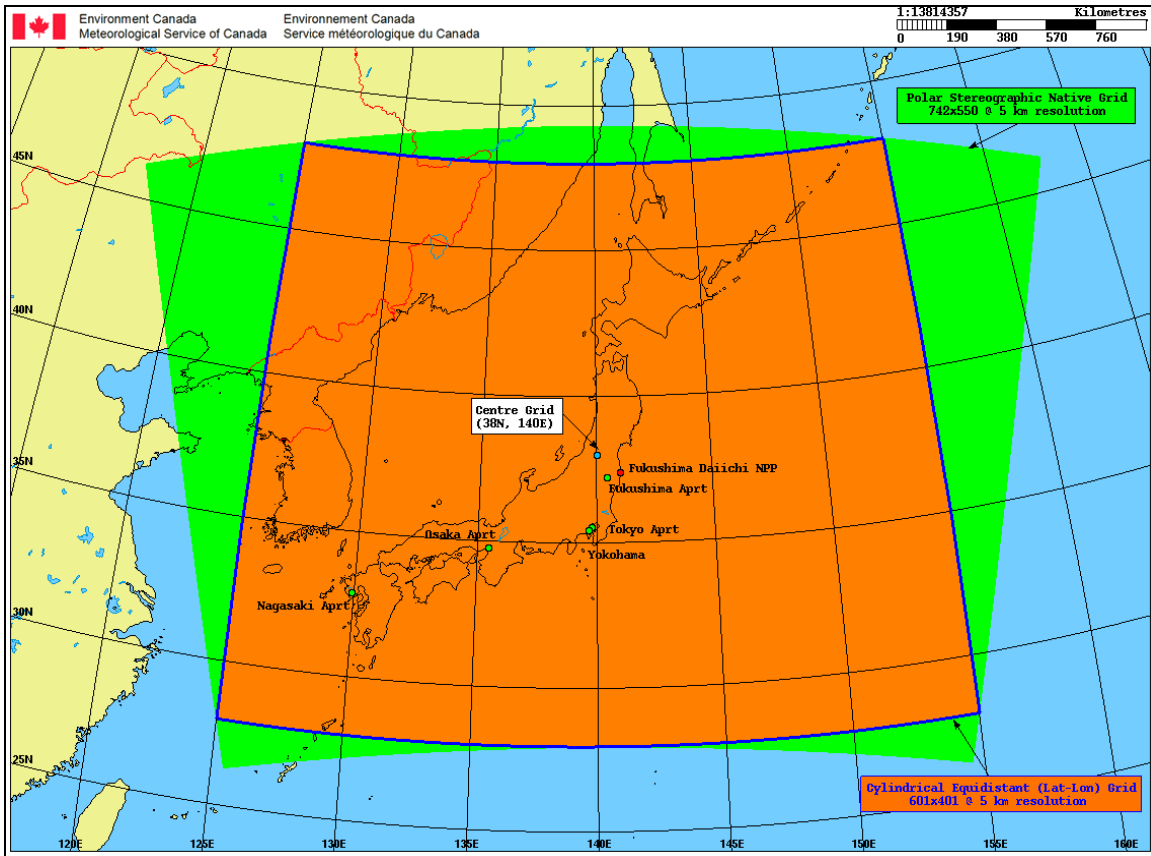 Environment Canada
Meteorological Service of Canada
Environnement Canada
Service météorologique du Canada
1:13814357 Kilometres
0 190 380 570 760
Polar Stereographic Native Grid
742x550 @ 5 km resolution
45N
40N
Centre Grid
(38N, 140E)
35N
Fukushima Daiichi NPP
Fukushima Aprt
Osaka Aprt
Tokyo Aprt
Yokohama
Nagasaki Aprt
30N
25N
Cylindrical Equidistant (Lat-Lon) Grid
601x401 @ 5 km resolution
120E 125E 130E 135E 140E 145E 150E 155E 160E